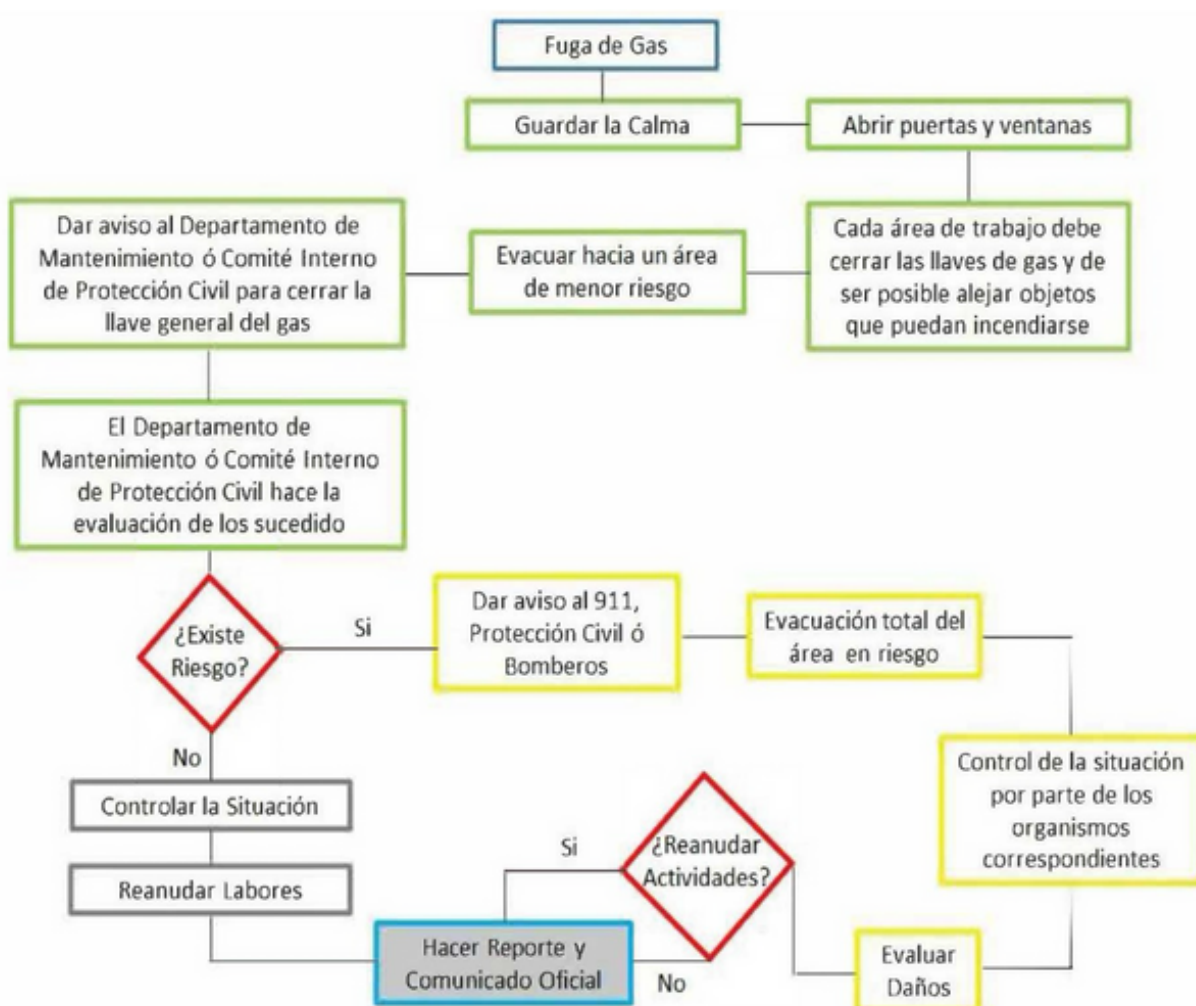 Fuga de Gas
Guardar la Calma
Abrir puertas y ventanas
Cada área de trabajo debe
cerrar las llaves de gas y de
ser posible alejar objetos
que puedan incendiarse
Evacuar hacia un área
de menor riesgo
Dar aviso al Departamento de
Mantenimiento ó Comité Interno
de Protección Civil para cerrar la
llave general del gas
El Departamento de
Mantenimiento ó Comité Interno
de Protección Civil hace la
evaluación de los sucedido
¿Existe
Riesgo?
Si
Dar aviso al 911,
Protección Civil ó
Bomberos
Evacuación total del
área en riesgo
Control de la situación
por parte de los
organismos
correspondientes
Evaluar
Daños
¿Reanudar
Actividades?
Si
No
No
Controlar la Situación
Reanudar Labores
Hacer Reporte y
Comunicado Oficial